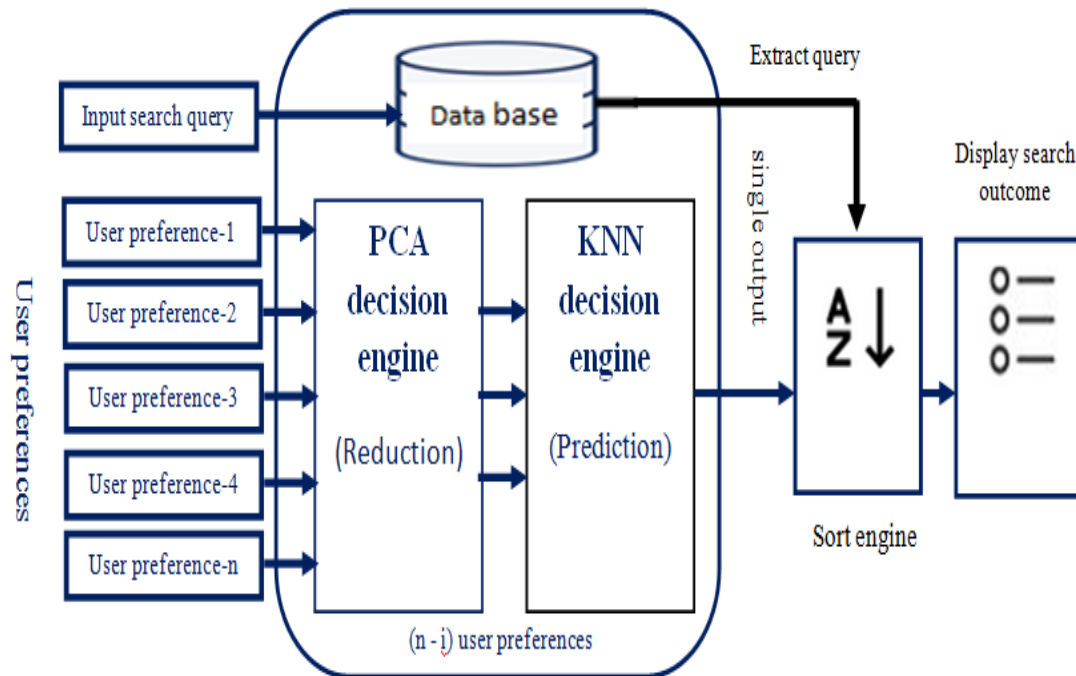 Extract query
Input search query
Data base
Display search
outcome
single output
User preferences
User preference-1
User preference-2
User preference-3
User preference-4
User preference-n
PCA
decision
engine
(Reduction)
KNN
decision
engine
(Prediction)
A
Z
Sort engine
(n - i) user preferences